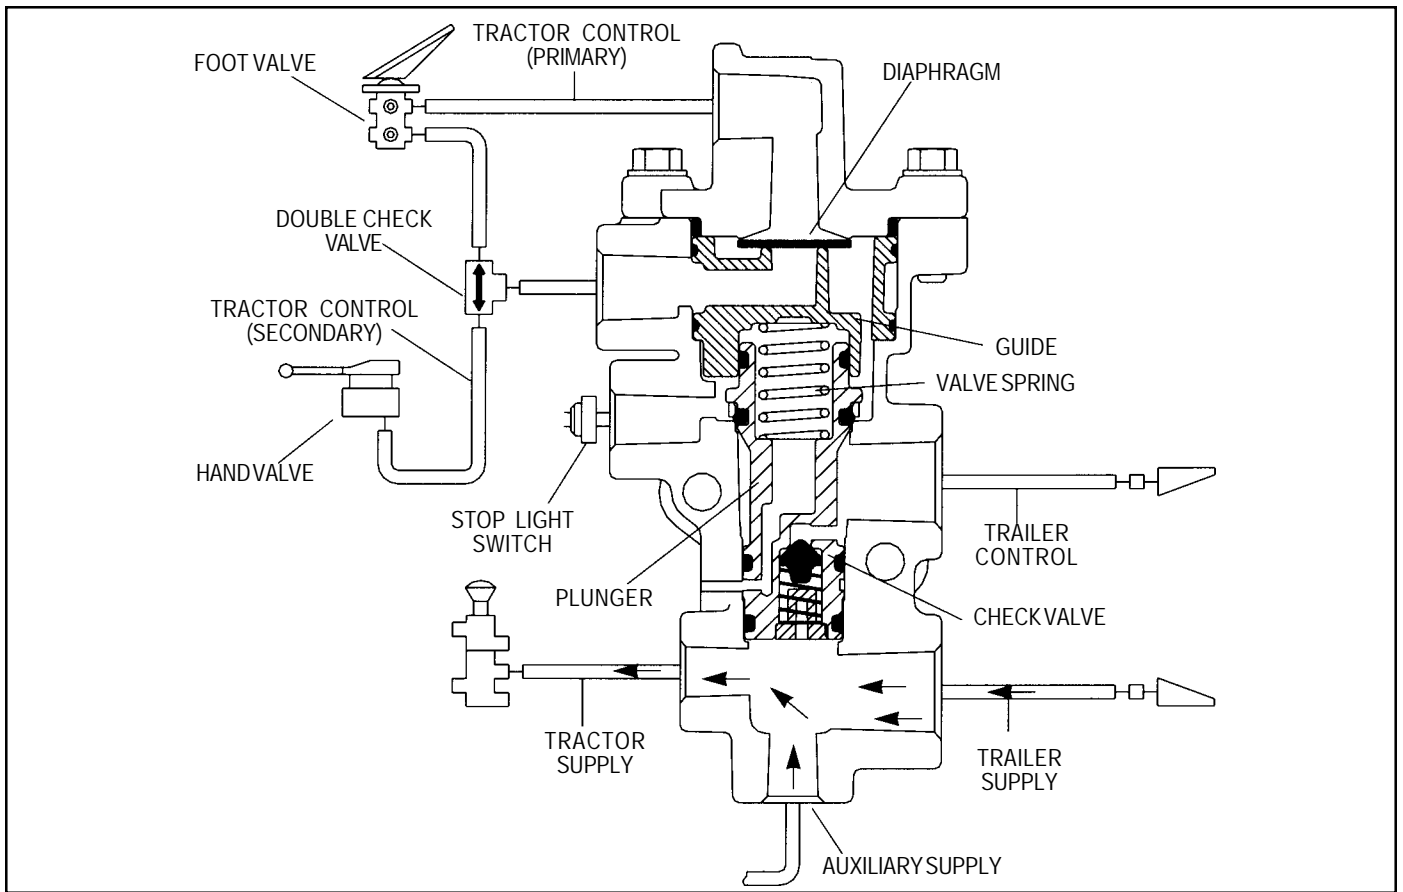 TRACTOR CONTROL
(PRIMARY)
FOOT VALVE
DIAPHRAGM
DOUBLE CHECK
VALVE
TRACTOR CONTROL
(SECONDARY)
GUIDE
VALVE SPRING
HAND VALVE
STOP LIGHT
SWITCH
TRAILER
CONTROL
PLUNGER
CHECK VALVE
TRACTOR
SUPPLY
TRAILER
SUPPLY
AUXILIARY SUPPLY